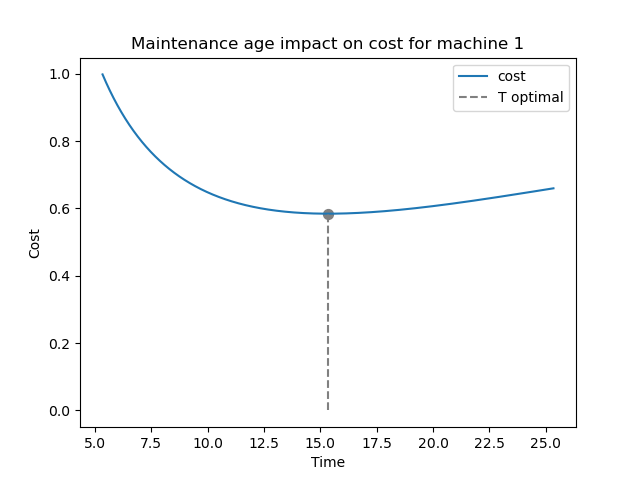 Maintenance age impact on cost for machine 1
cost
T optimal
1.0
0.8
0.6
0.4
0.2
0.0
Cost
5.0 7.5 10.0 12.5 15.0 17.5 20.0 22.5 25.0
Time